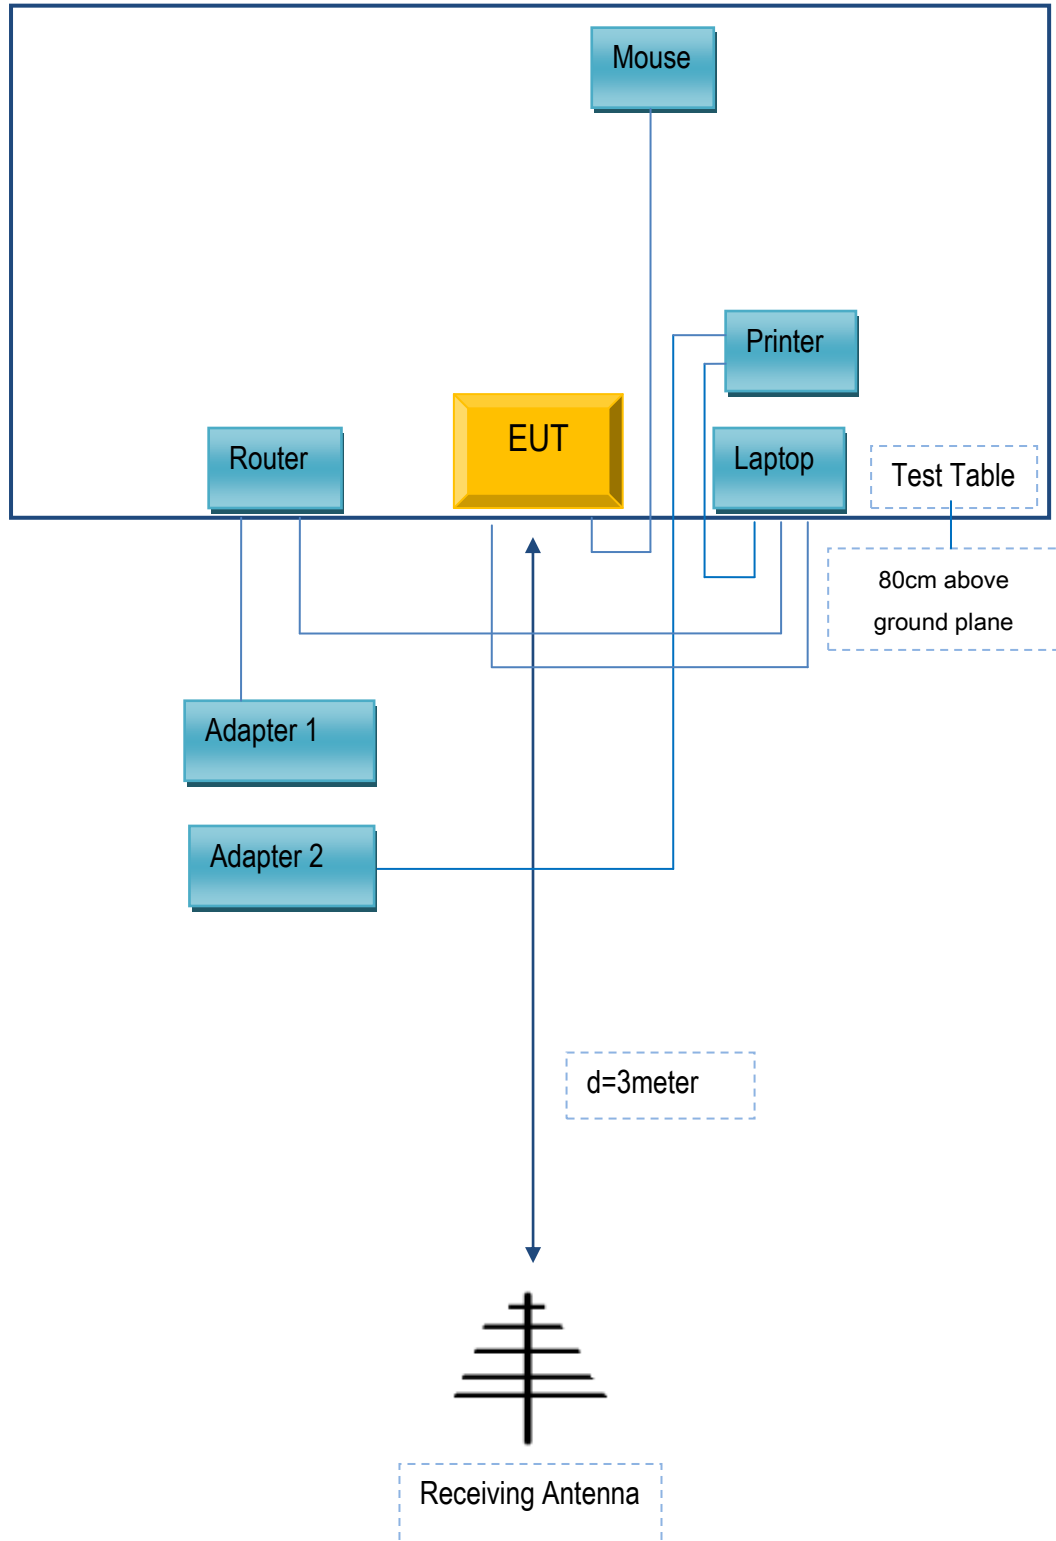 Mouse
Printer
Router
EUT
Laptop
Test Table
80cm above
ground plane
Adapter 1
Adapter 2
d=3meter
Receiving Antenna